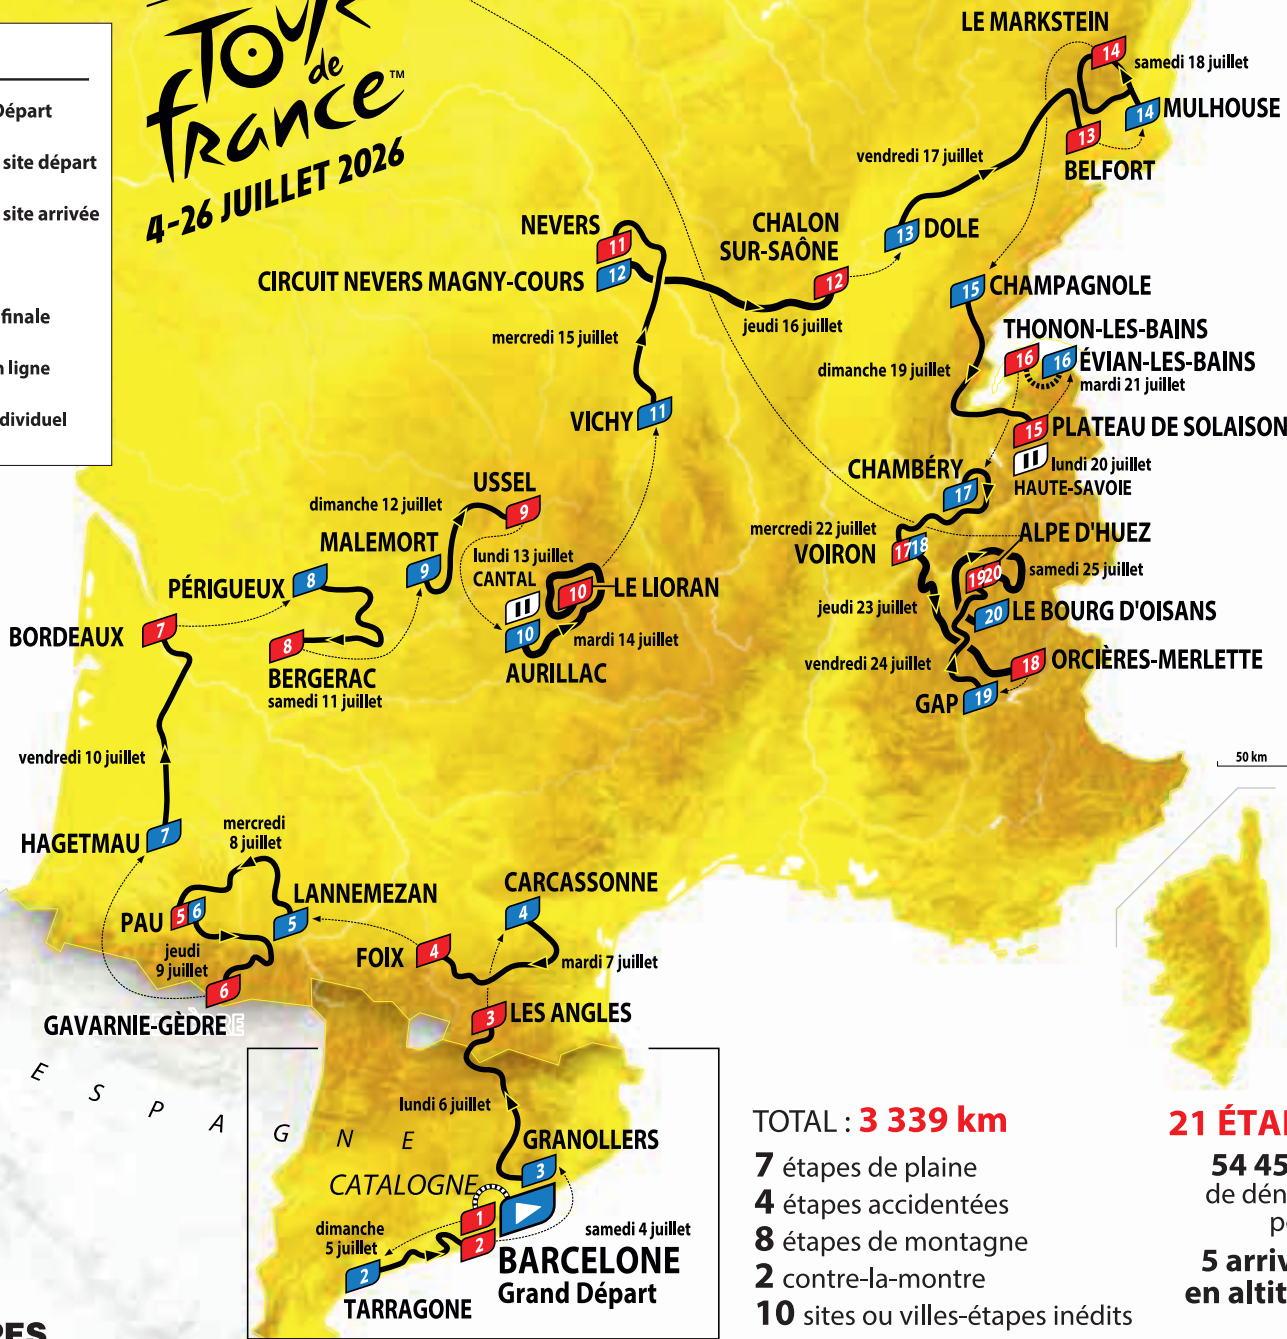 TOUR
de
france™
4-26 JUILLET 2026
Départ
site départ
site arrivée
finale
ligne
LE MARKSTEIN
14
samedi 18 juillet
14
MULHOUSE
13
BELFORT
vendredi 17 juillet
NEVERS
11
CHALON
SUR-SAÔNE
13
DOLE
CIRCUIT NEVERS MAGNY-COURS
12
12
15
CHAMPAGNOLE
jeudi 16 juillet
mercredi 15 juillet
THONON-LES-BAINS
16
16
ÉVIAN-LES-BAINS
mardi 21 juillet
dimanche 19 juillet
VICHY
11
15
PLATEAU DE SOLAISON
lundi 20 juillet
HAUTE-SAVOIE
CHAMBÉRY
17
USSEL
9
dimanche 12 juillet
mercredi 22 juillet
VOIRON
17
18
ALPE D'HUEZ
19
20
samedi 25 juillet
MALEMORT
9
lundi 13 juillet
CANTAL
PÉRIGUEUX
8
10
LE LIORAN
jeudi 23 juillet
20
LE BOURG D'OISANS
BORDEAUX
7
8
BERGERAC
samedi 11 juillet
10
mardi 14 juillet
AURILLAC
vendredi 24 juillet
18
ORCIÈRES-MERLETTE
GAP
19
vendredi 10 juillet
50 km
HAGETMAU
7
mercredi
8 juillet
LANNEMEZAN
5
CARCASSONNE
4
PAU
5
6
jeudi
9 juillet
FOIX
4
mardi 7 juillet
6
GAVARNIE-GÈDRE
3
LES ANGLES
ESPAGNE
lundi 6 juillet
GRANOLLERS
3
CATALOGNE
1
2
samedi 4 juillet
dimanche
5 juillet
BARCELONE
Grand Départ
2
TARRAGONE
TOTAL : 3 339 km
7 étapes de plaine
4 étapes accidentées
8 étapes de montagne
2 contre-la-montre
10 sites ou villes-étapes inédits
21
54 45
de
5
en